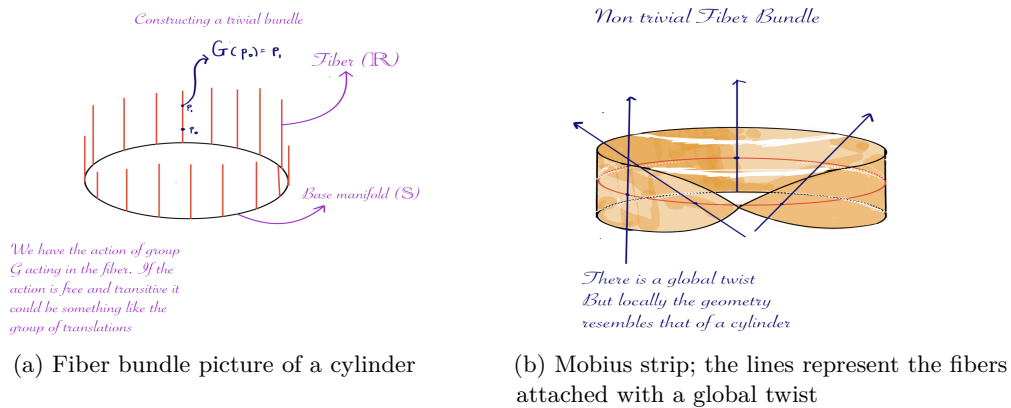 Constructing a trivial bundle
G(p₀) = p₁
Fiber (ℝ)
p₁
p₀
Base manifold (𝕊)
We have the action of group
G acting in the fiber. If the
action is free and transitive it
could be something like the
group of translations
(a) Fiber bundle picture of a cylinder
Non trivial Fiber Bundle
There is a global twist
But locally the geometry
resembles that of a cylinder
(b) Mobius strip; the lines represent the fibers
attached with a global twist